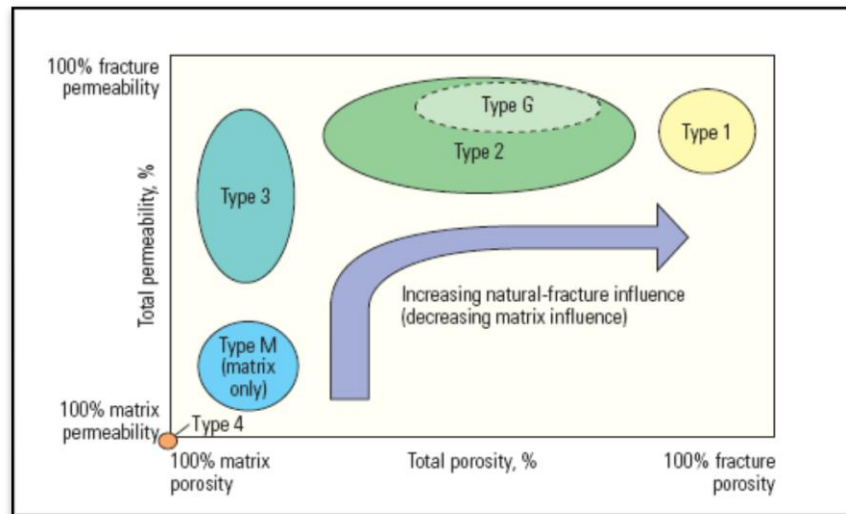 100% fracture
permeability
Type G
Type 1
Type 2
Type 3
Total permeability, %
Increasing natural-fracture influence
(decreasing matrix influence)
Type M
(matrix
only)
100% matrix
permeability
Type 4
100% matrix
porosity
Total porosity, %
100% fracture
porosity